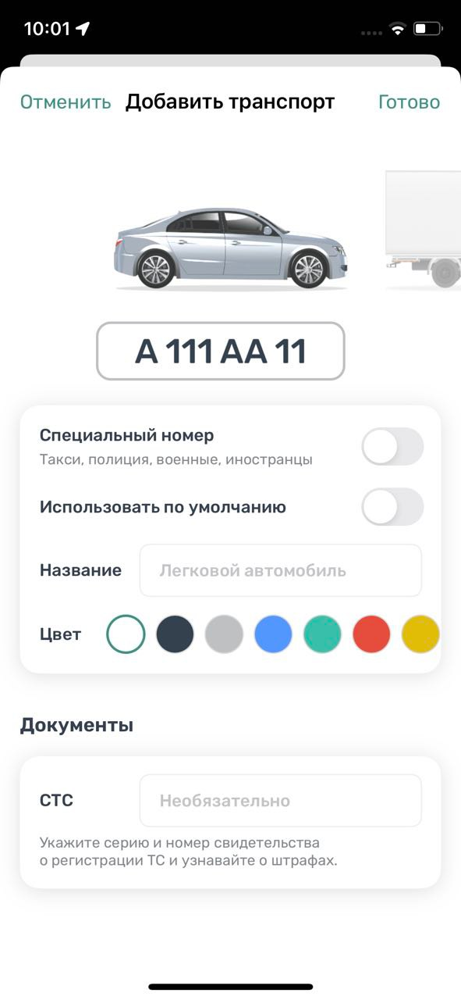 10:01
Отменить Добавить транспорт Готово
А 111 АА 11
Специальный номер
Такси, полиция, военные, иностранцы
Использовать по умолчанию
Название Легковой автомобиль
Цвет
Документы
СТС Необязательно
Укажите серию и номер свидетельства
о регистрации ТС и узнавайте о штрафах.